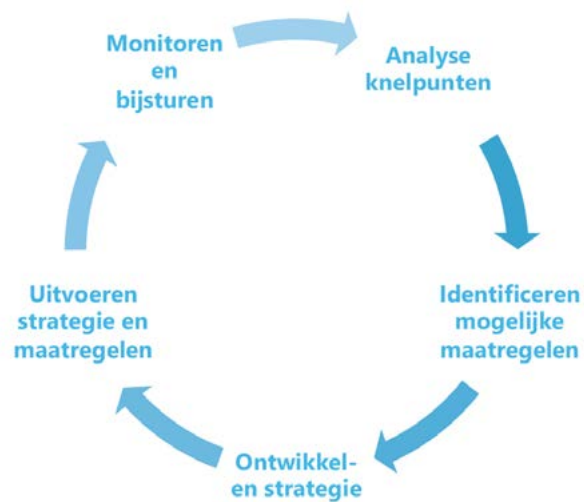 Monitoren
en
bijsturen
Analyse
knelpunten
Identificeren
mogelijke
maatregelen
Ontwikkel-
en strategie
Uitvoeren
strategie en
maatregelen